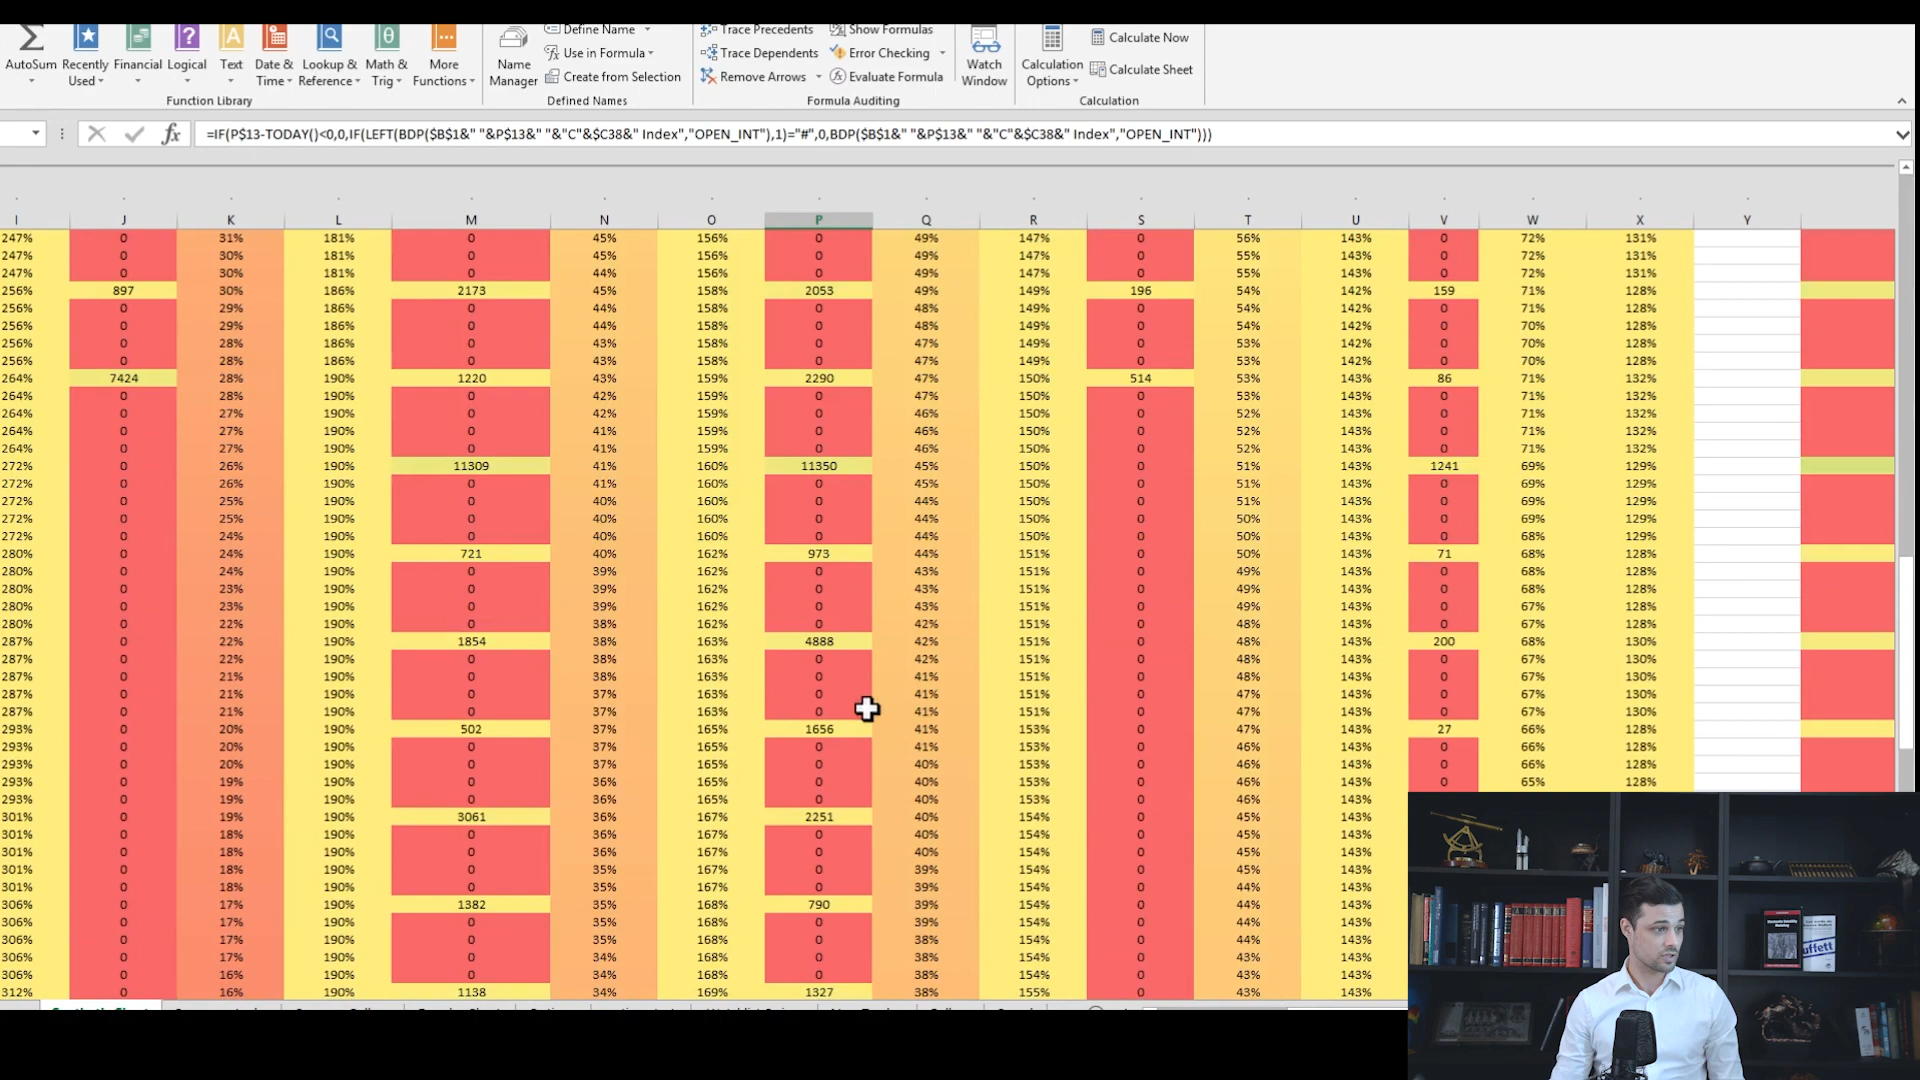 AutoSum Recently Used Financial Logical Text Date & Time Lookup & Reference Math & Trig More Functions
Function Library
Name Manager
Define Name
Use in Formula
Create from Selection
Defined Names
Trace Precedents Show Formulas
Trace Dependents Error Checking
Remove Arrows Evaluate Formula
Formula Auditing
Watch Window
Calculation Options
Calculate Now
Calculate Sheet
Calculation
fx =IF(P$13-TODAY()<0,0,IF(LEFT(BDP($B$1&" "&P$13&" "&"C"&$C38&" Index","OPEN_INT"),1)="#",0,BDP($B$1&" "&P$13&" "&"C"&$C38&" Index","OPEN_INT")))
I J K L M N O P Q R S T U V W X Y
247% 0 31% 181% 0 45% 156% 0 49% 147% 0 56% 143% 0 72% 131%
247% 0 30% 181% 0 45% 156% 0 49% 147% 0 55% 143% 0 72% 131%
247% 0 30% 181% 0 44% 156% 0 49% 147% 0 55% 143% 0 72% 131%
256% 897 30% 186% 2173 45% 158% 2053 49% 149% 196 54% 142% 159 71% 128%
256% 0 29% 186% 0 44% 158% 0 48% 149% 0 54% 142% 0 71% 128%
256% 0 29% 186% 0 44% 158% 0 48% 149% 0 54% 142% 0 70% 128%
256% 0 28% 186% 0 43% 158% 0 47% 149% 0 53% 142% 0 70% 128%
256% 0 28% 186% 0 43% 158% 0 47% 149% 0 53% 142% 0 70% 128%
264% 7424 28% 190% 1220 43% 159% 2290 47% 150% 514 53% 143% 86 71% 132%
264% 0 28% 190% 0 42% 159% 0 47% 150% 0 53% 143% 0 71% 132%
264% 0 27% 190% 0 42% 159% 0 46% 150% 0 52% 143% 0 71% 132%
264% 0 27% 190% 0 41% 159% 0 46% 150% 0 52% 143% 0 71% 132%
264% 0 27% 190% 0 41% 159% 0 46% 150% 0 52% 143% 0 71% 132%
272% 0 26% 190% 11309 41% 160% 11350 45% 150% 0 51% 143% 1241 69% 129%
272% 0 26% 190% 0 41% 160% 0 45% 150% 0 51% 143% 0 69% 129%
272% 0 25% 190% 0 40% 160% 0 44% 150% 0 51% 143% 0 69% 129%
272% 0 25% 190% 0 40% 160% 0 44% 150% 0 50% 143% 0 69% 129%
272% 0 24% 190% 0 40% 160% 0 44% 150% 0 50% 143% 0 68% 129%
280% 0 24% 190% 721 40% 162% 973 44% 151% 0 50% 143% 71 68% 128%
280% 0 24% 190% 0 39% 162% 0 43% 151% 0 49% 143% 0 68% 128%
280% 0 23% 190% 0 39% 162% 0 43% 151% 0 49% 143% 0 68% 128%
280% 0 23% 190% 0 39% 162% 0 43% 151% 0 49% 143% 0 67% 128%
280% 0 22% 190% 0 38% 162% 0 42% 151% 0 48% 143% 0 67% 128%
287% 0 22% 190% 1854 38% 163% 4888 42% 151% 0 48% 143% 200 68% 130%
287% 0 22% 190% 0 38% 163% 0 42% 151% 0 48% 143% 0 67% 130%
287% 0 21% 190% 0 38% 163% 0 41% 151% 0 48% 143% 0 67% 130%
287% 0 21% 190% 0 37% 163% 0 41% 151% 0 47% 143% 0 67% 130%
287% 0 21% 190% 0 37% 163% 0 41% 151% 0 47% 143% 0 67% 130%
293% 0 20% 190% 502 37% 165% 1656 41% 153% 0 47% 143% 27 66% 128%
293% 0 20% 190% 0 37% 165% 0 41% 153% 0 46% 143% 0 66% 128%
293% 0 20% 190% 0 37% 165% 0 40% 153% 0 46% 143% 0 66% 128%
293% 0 19% 190% 0 36% 165% 0 40% 153% 0 46% 143% 0 65% 128%
293% 0 19% 190% 0 36% 165% 0 40% 153% 0 46% 143%
301% 0 19% 190% 3061 36% 167% 2251 40% 154% 0 45% 143%
301% 0 18% 190% 0 36% 167% 0 40% 154% 0 45% 143%
301% 0 18% 190% 0 36% 167% 0 40% 154% 0 45% 143%
301% 0 18% 190% 0 35% 167% 0 39% 154% 0 45% 143%
301% 0 18% 190% 0 35% 167% 0 39% 154% 0 44% 143%
306% 0 17% 190% 1382 35% 168% 790 39% 154% 0 44% 143%
306% 0 17% 190% 0 35% 168% 0 39% 154% 0 44% 143%
306% 0 17% 190% 0 35% 168% 0 38% 154% 0 44% 143%
306% 0 17% 190% 0 34% 168% 0 38% 154% 0 43% 143%
306% 0 16% 190% 0 34% 168% 0 38% 154% 0 43% 143%
312% 0 16% 190% 1138 34% 169% 1327 38% 155% 0 43% 143%
uffett